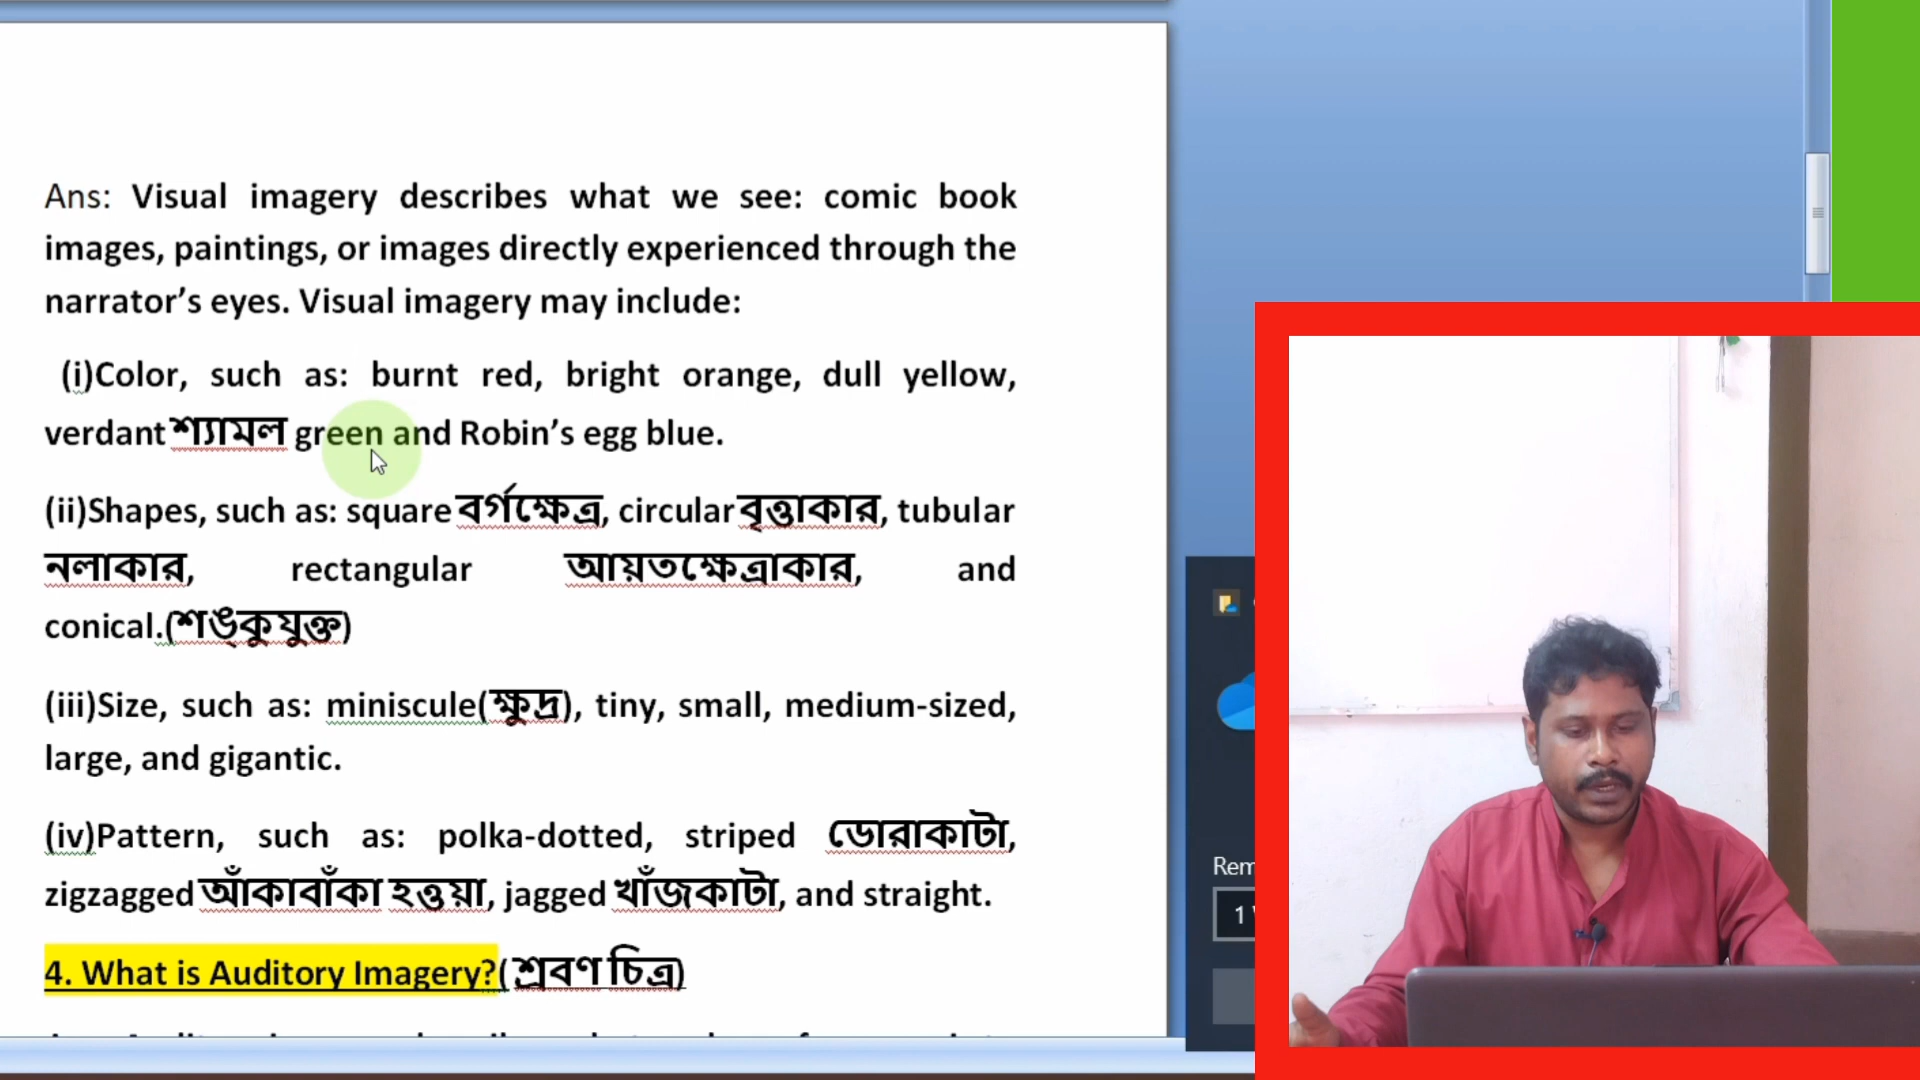 Ans: Visual imagery describes what we see: comic book
images, paintings, or images directly experienced through the
narrator’s eyes. Visual imagery may include:
(i)Color, such as: burnt red, bright orange, dull yellow,
verdant শ্যামল green and Robin’s egg blue.
(ii)Shapes, such as: square বর্গক্ষেত্র, circular বৃত্তাকার, tubular
নলাকার, rectangular আয়তক্ষেত্রাকার, and
conical.(শঙ্কুযুক্ত)
(iii)Size, such as: miniscule(ক্ষুদ্র), tiny, small, medium-sized,
large, and gigantic.
(iv)Pattern, such as: polka-dotted, striped ডোরাকাটা,
zigzagged আঁকাবাঁকা হওয়া, jagged খাঁজকাটা, and straight.
4. What is Auditory Imagery?(শ্রবণ চিত্র)
Rem
1